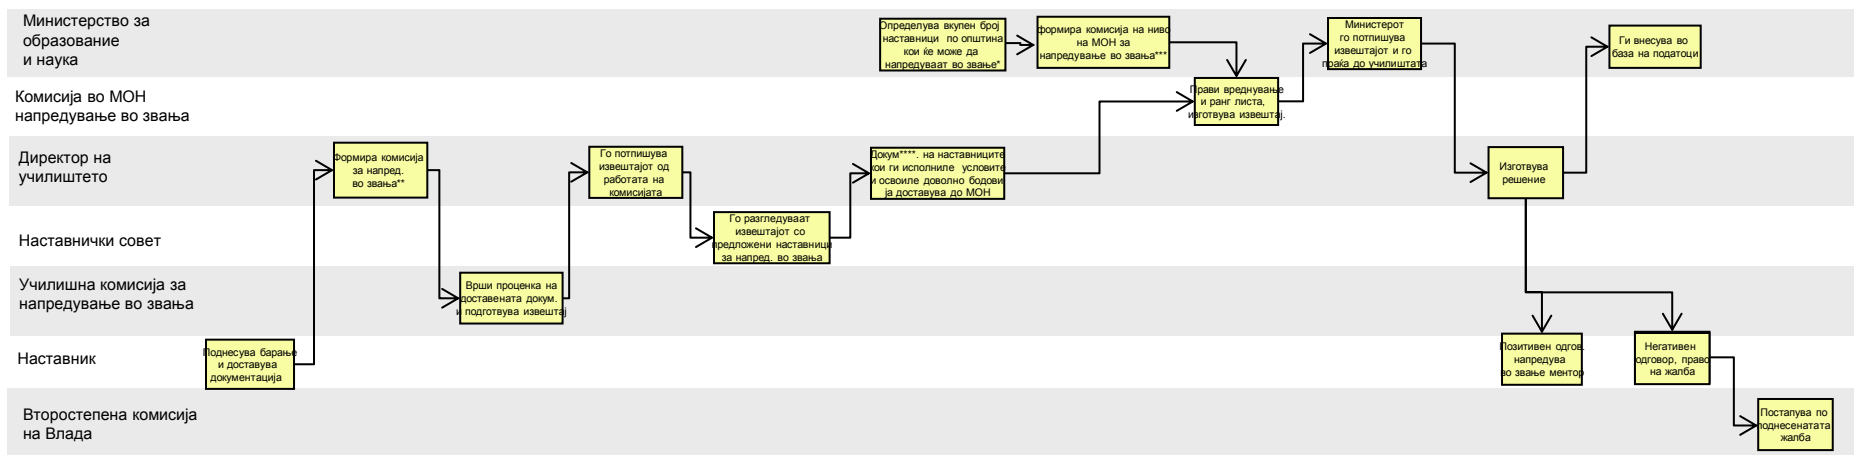 Министерство за
образование
и наука
Определува вкупен број
наставници по општина
кои ќе може да
напредуваат во звање*
формира комисија на ниво
на МОН за
напредување во звања***
Министерот
го потпишува
извештајот и го
праќа до училиштата
Ги внесува во
база на податоци
Комисија во МОН
напредување во звања
Прави вреднување
и ранг листа,
изготвува извештај.
Директор на
училиштето
Формира комисија
за напред.
во звања**
Го потпишува
извештајот од
работата на
комисијата
Докум****. на наставниците
кои ги исполниле условите
и освоиле доволно бодови
ја доставува до МОН
Изготвува
решение
Наставнички совет
Го разгледуваат
извештајот со
предложени наставници
за напред. во звања
Училишна комисија за
напредување во звања
Врши проценка на
доставената докум.
и подготвува извештај
Наставник
Поднесува барање
и доставува
документација
Позитивен одгов.
напредува
во звање ментор
Негативен
одговор, право
на жалба
Второстепена комисија
на Влада
Постапува по
поднесенатата
жалба